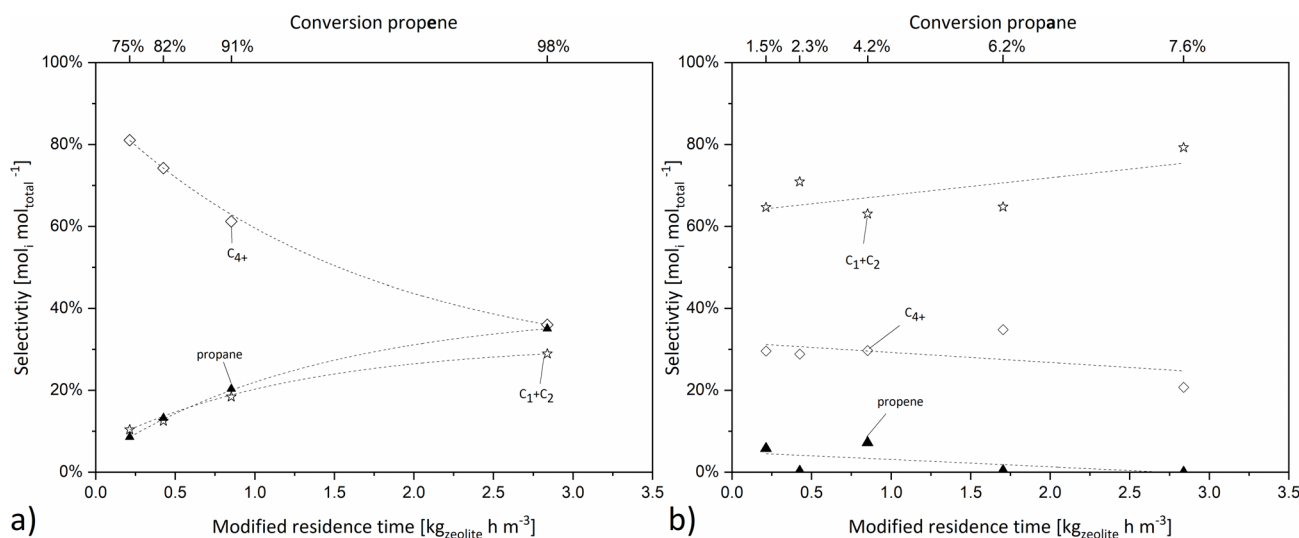 Conversion propene
75% 82% 91% 98%
100%
80%
60%
40%
20%
0%
Selectivtiy [mol_i mol_total^-1]
C4+
propane
C1+C2
0.0 0.5 1.0 1.5 2.0 2.5 3.0 3.5
Modified residence time [kg_zeolite h m^-3]
a)
Conversion propane
1.5% 2.3% 4.2% 6.2% 7.6%
100%
80%
60%
40%
20%
0%
Selectivtiy [mol_i mol_total^-1]
C1+C2
C4+
propene
0.0 0.5 1.0 1.5 2.0 2.5 3.0 3.5
Modified residence time [kg_zeolite h m^-3]
b)